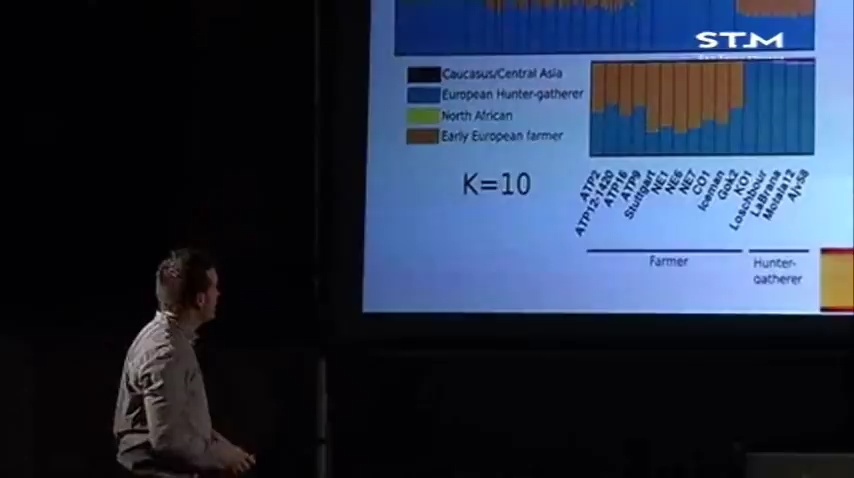 STM
Caucasus/Central Asia
European Hunter-gatherer
North African
Early European farmer
K=10
ATP2
ATP12-1420
ATP16
ATP9
Stuttgart
NE1
NE6
NE7
CO1
Iceman
Gok2
KO1
Loschbour
LaBrana
Motala12
Ajv58
Farmer
Hunter-
gatherer